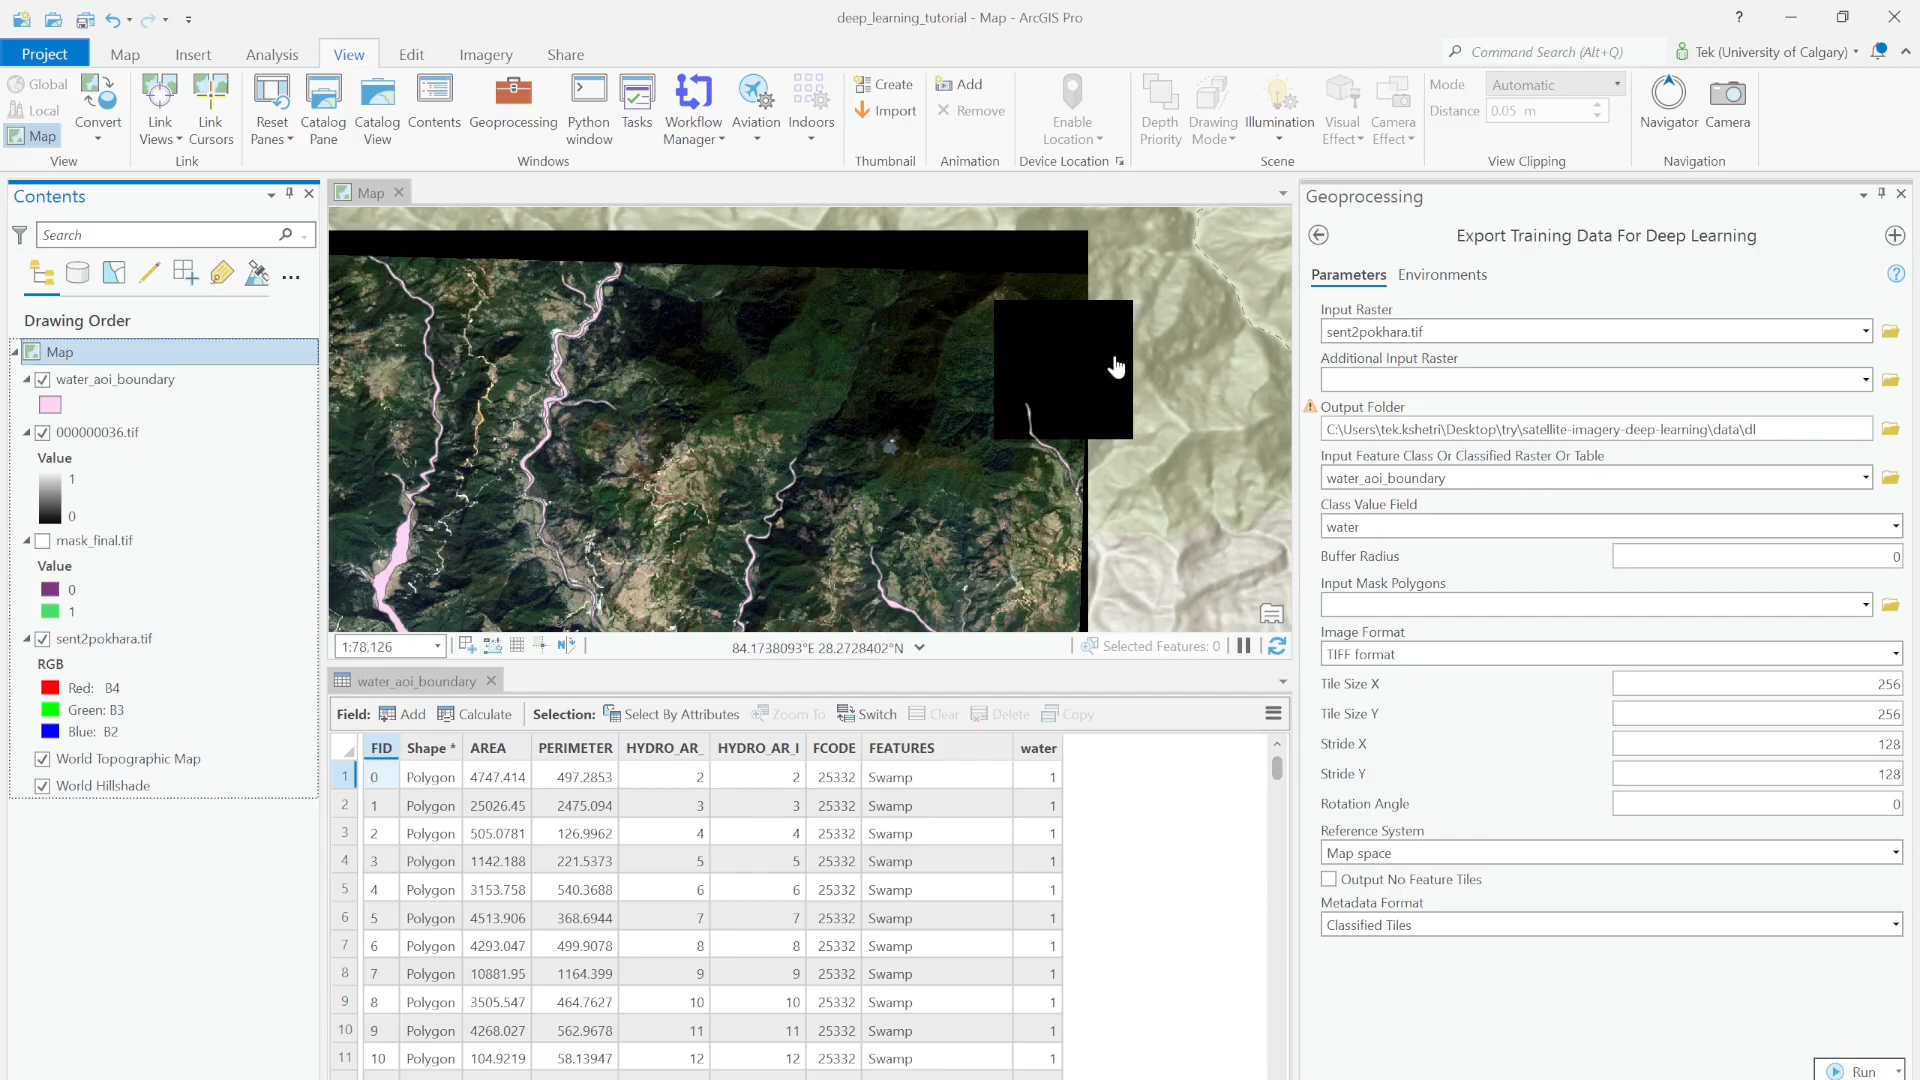 deep_learning_tutorial - Map - ArcGIS Pro
?
Project Map Insert Analysis View Edit Imagery Share
Command Search (Alt+Q)
Tek (University of Calgary)
Global
Local
Map
Convert
View
Link Views
Link Cursors
Link
Reset Panes
Catalog Pane
Catalog View
Contents
Geoprocessing
Python window
Tasks
Workflow Manager
Aviation
Indoors
Windows
Create
Import
Thumbnail
Add
Remove
Animation
Enable Location
Device Location
Depth Priority
Drawing Mode
Illumination
Visual Effect
Camera Effect
Scene
Mode Automatic
Distance 0.05 m
View Clipping
Navigator
Camera
Navigation
Contents
Search
Drawing Order
Map
water_aoi_boundary
000000036.tif
Value
1
0
mask_final.tif
Value
0
1
sent2pokhara.tif
RGB
Red: B4
Green: B3
Blue: B2
World Topographic Map
World Hillshade
Map
1:78,126
84.1738093°E 28.2728402°N
Selected Features: 0
water_aoi_boundary
Field: Add Calculate Selection: Select By Attributes Zoom To Switch Clear Delete Copy
FID Shape * AREA PERIMETER HYDRO_AR_ HYDRO_AR_I FCODE FEATURES water
1 0 Polygon 4747.414 497.2853 2 2 25332 Swamp 1
2 1 Polygon 25026.45 2475.094 3 3 25332 Swamp 1
3 2 Polygon 505.0781 126.9962 4 4 25332 Swamp 1
4 3 Polygon 1142.188 221.5373 5 5 25332 Swamp 1
5 4 Polygon 3153.758 540.3688 6 6 25332 Swamp 1
6 5 Polygon 4513.906 368.6944 7 7 25332 Swamp 1
7 6 Polygon 4293.047 499.9078 8 8 25332 Swamp 1
8 7 Polygon 10881.95 1164.399 9 9 25332 Swamp 1
9 8 Polygon 3505.547 464.7627 10 10 25332 Swamp 1
10 9 Polygon 4268.027 562.9678 11 11 25332 Swamp 1
11 10 Polygon 104.9219 58.13947 12 12 25332 Swamp 1
Geoprocessing
Export Training Data For Deep Learning
Parameters Environments
Input Raster
sent2pokhara.tif
Additional Input Raster
Output Folder
C:\Users\tek.kshetri\Desktop\try\satellite-imagery-deep-learning\data\dl
Input Feature Class Or Classified Raster Or Table
water_aoi_boundary
Class Value Field
water
Buffer Radius 0
Input Mask Polygons
Image Format
TIFF format
Tile Size X 256
Tile Size Y 256
Stride X 128
Stride Y 128
Rotation Angle 0
Reference System
Map space
Output No Feature Tiles
Metadata Format
Classified Tiles
Run